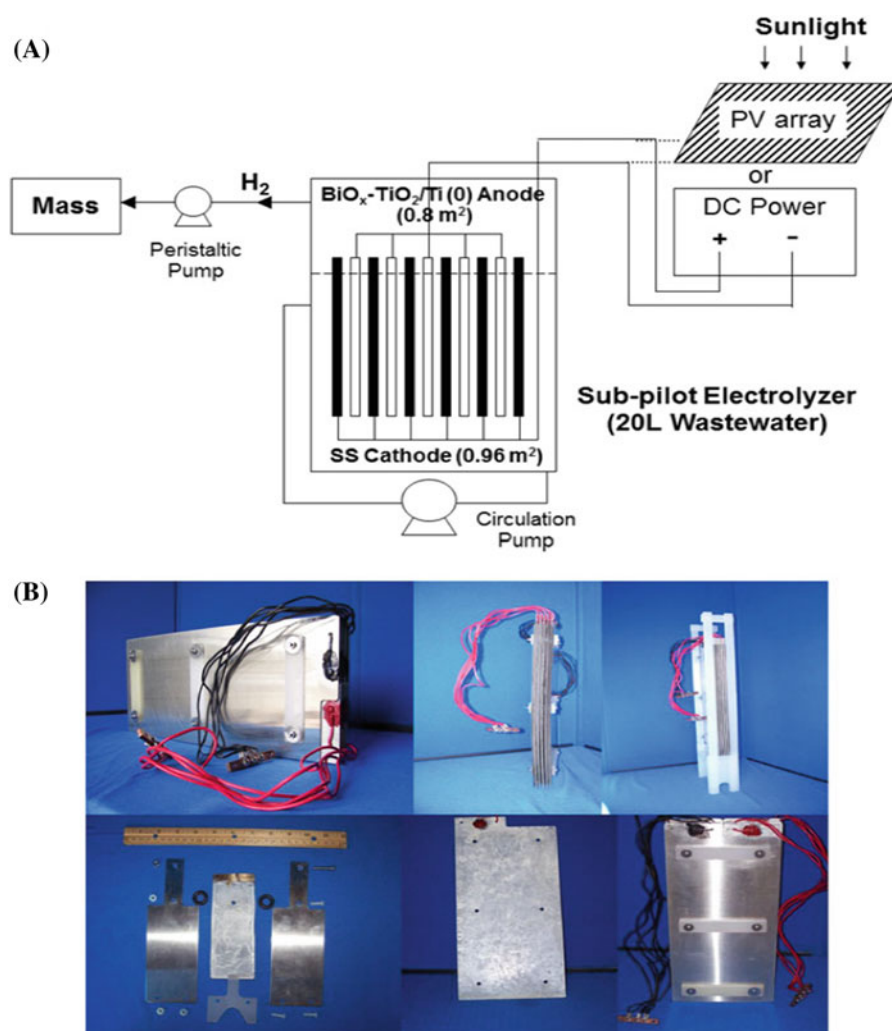 (A)
Sunlight
PV array
or
DC Power
+ −
H₂
Mass
Peristaltic
Pump
BiOₓ-TiO₂/Ti (0) Anode
(0.8 m²)
SS Cathode (0.96 m²)
Sub-pilot Electrolyzer
(20L Wastewater)
Circulation
Pump
(B)